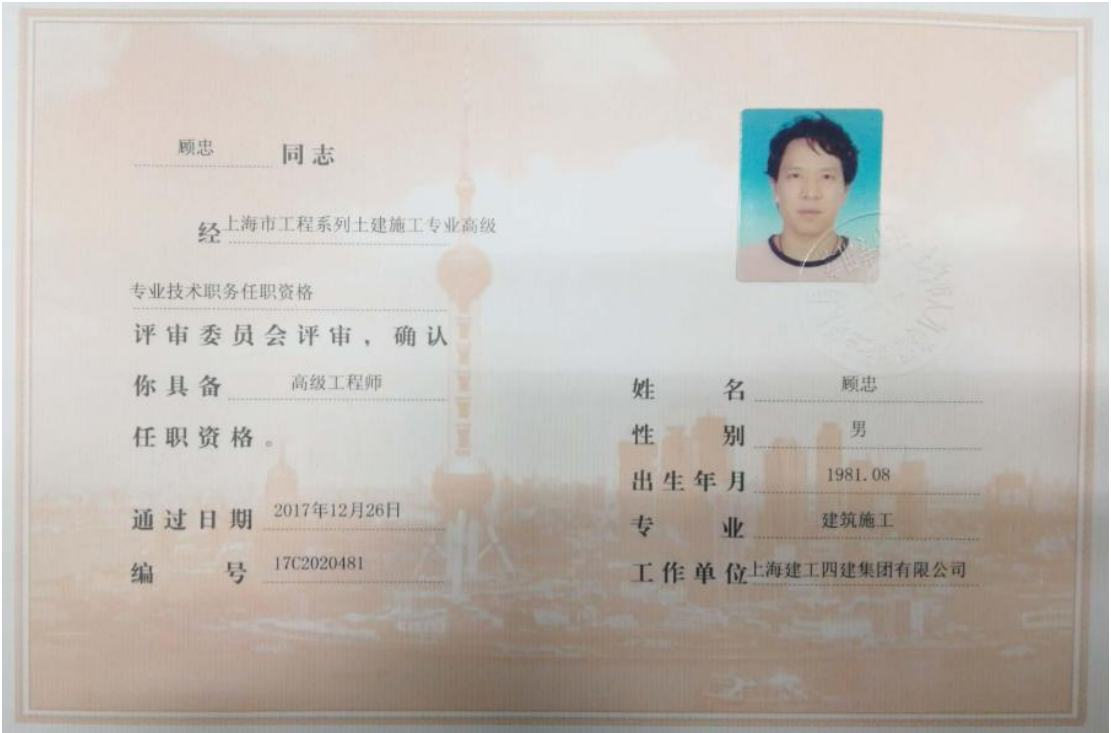 顾忠 同志
经 上海市工程系列土建施工专业高级
专业技术职务任职资格
评审委员会评审，确认
你具备 高级工程师
任职资格。
通过日期 2017年12月26日
编号 17C2020481
姓名 顾忠
性别 男
出生年月 1981.08
专业 建筑施工
工作单位 上海建工四建集团有限公司